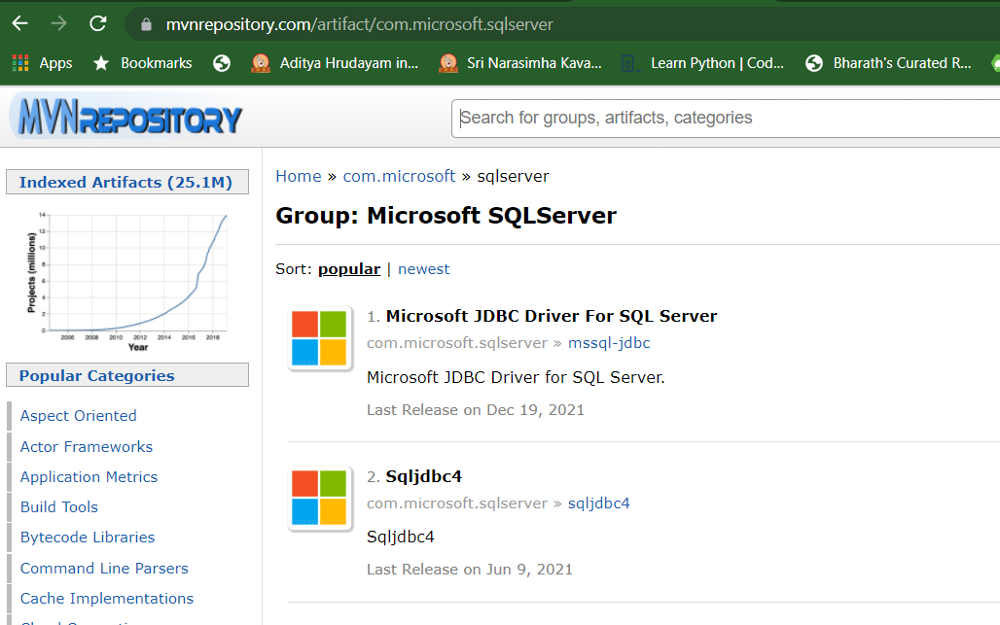 mvnrepository.com/artifact/com.microsoft.sqlserver
Apps Bookmarks Aditya Hrudayam in... Sri Narasimha Kava... Learn Python | Cod... Bharath's Curated R...
MVNREPOSITORY
Search for groups, artifacts, categories
Indexed Artifacts (25.1M)
Projects (millions)
14
12
10
8
6
4
2
0
2006 2008 2010 2012 2014 2016 2018
Year
Popular Categories
Aspect Oriented
Actor Frameworks
Application Metrics
Build Tools
Bytecode Libraries
Command Line Parsers
Cache Implementations
Home » com.microsoft » sqlserver
Group: Microsoft SQLServer
Sort: popular | newest
1. Microsoft JDBC Driver For SQL Server
com.microsoft.sqlserver » mssql-jdbc
Microsoft JDBC Driver for SQL Server.
Last Release on Dec 19, 2021
2. Sqljdbc4
com.microsoft.sqlserver » sqljdbc4
Sqljdbc4
Last Release on Jun 9, 2021